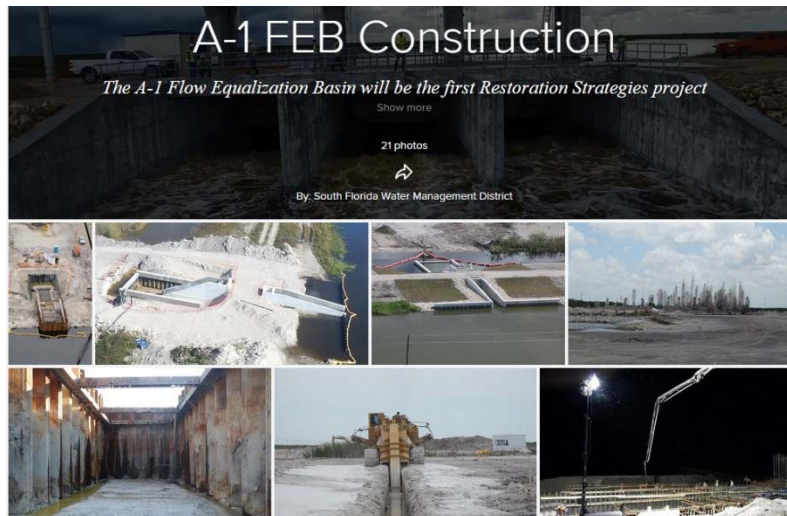 A-1 FEB Construction
The A-1 Flow Equalization Basin will be the first Restoration Strategies project
Show more
21 photos
By: South Florida Water Management District